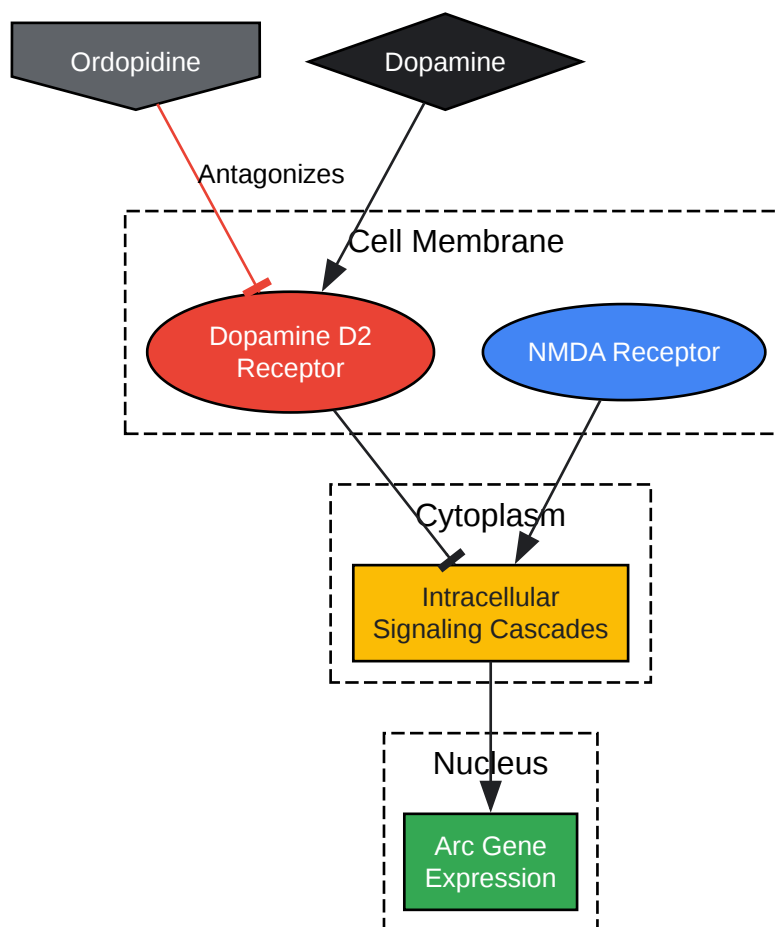 Ordopidine
Dopamine
Antagonizes
Cell Membrane
Dopamine D2
Receptor
NMDA Receptor
Cytoplasm
Intracellular
Signaling Cascades
Nucleus
Arc Gene
Expression